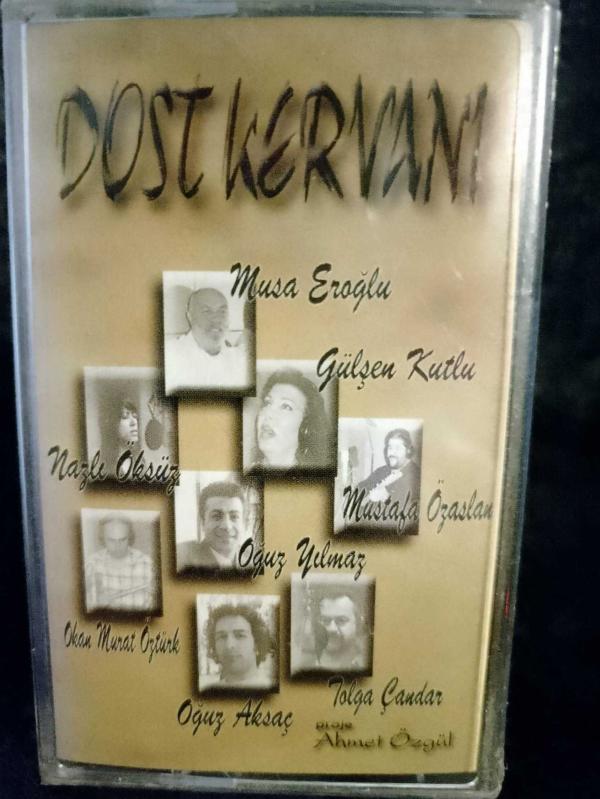 DOST KERVANI
Musa Eroğlu
Gülşen Kutlu
Nazlı Öksüz
Mustafa Özaslan
Oğuz Yılmaz
Okan Murat Öztürk
Tolga Çandar
Oğuz Aksaç
proje
Ahmet Özgül